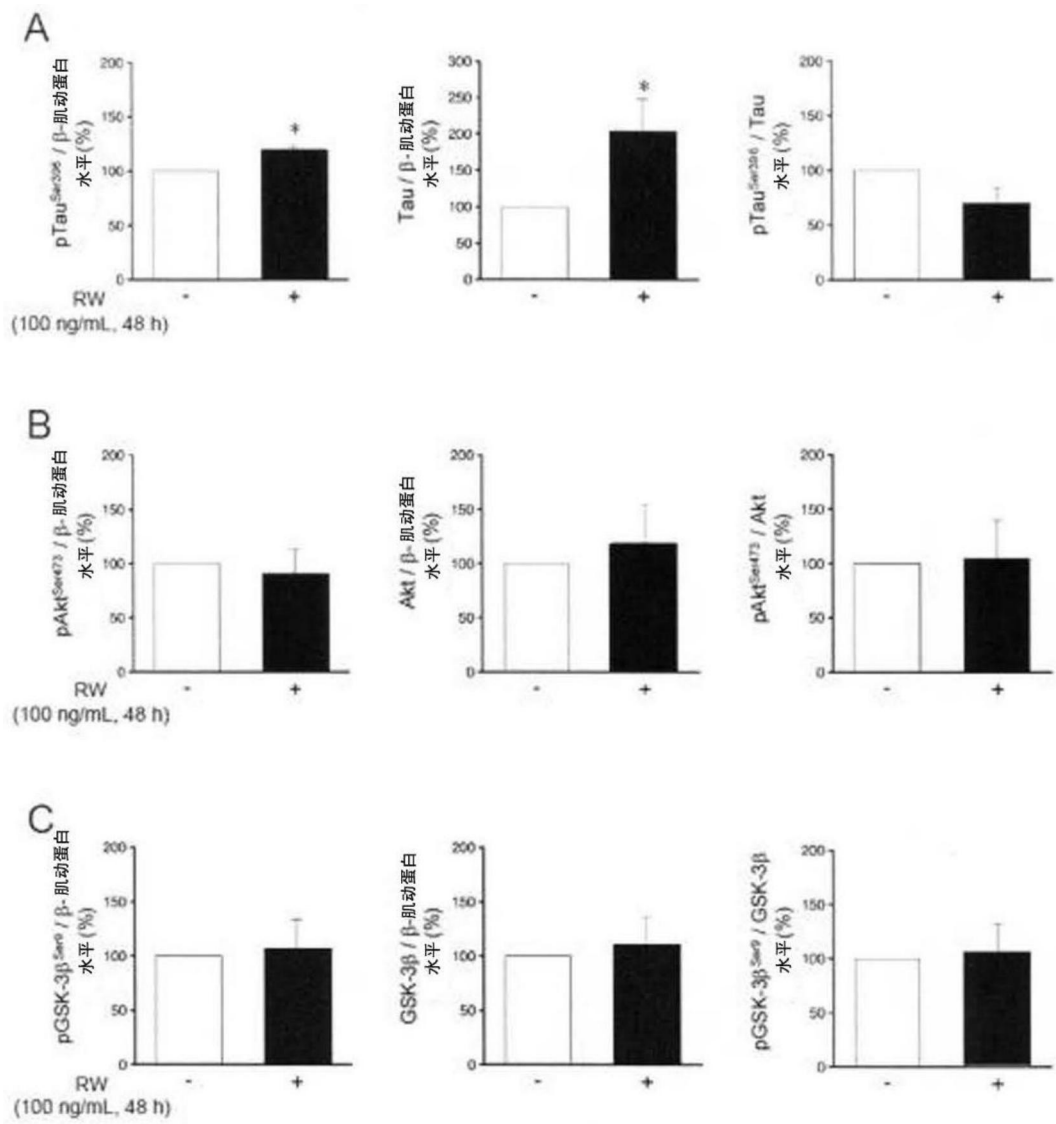 A
pTau^Ser396 / β-肌动蛋白
水平(%)
200
150
100
50
0
*
- +
RW
(100 ng/mL, 48 h)
Tau / β-肌动蛋白
水平(%)
300
250
200
150
100
50
0
*
- +
pTau^Ser396 / Tau
水平(%)
200
150
100
50
0
- +
B
pAkt^Ser473 / β-肌动蛋白
水平(%)
200
150
100
50
0
- +
RW
(100 ng/mL, 48 h)
Akt / β-肌动蛋白
水平(%)
200
150
100
50
0
- +
pAkt^Ser473 / Akt
水平(%)
200
150
100
50
0
- +
C
pGSK-3β^Ser9 / β-肌动蛋白
水平(%)
200
150
100
50
0
- +
RW
(100 ng/mL, 48 h)
GSK-3β / β-肌动蛋白
水平(%)
200
150
100
50
0
- +
pGSK-3β^Ser9 / GSK-3β
水平(%)
200
150
100
50
0
- +